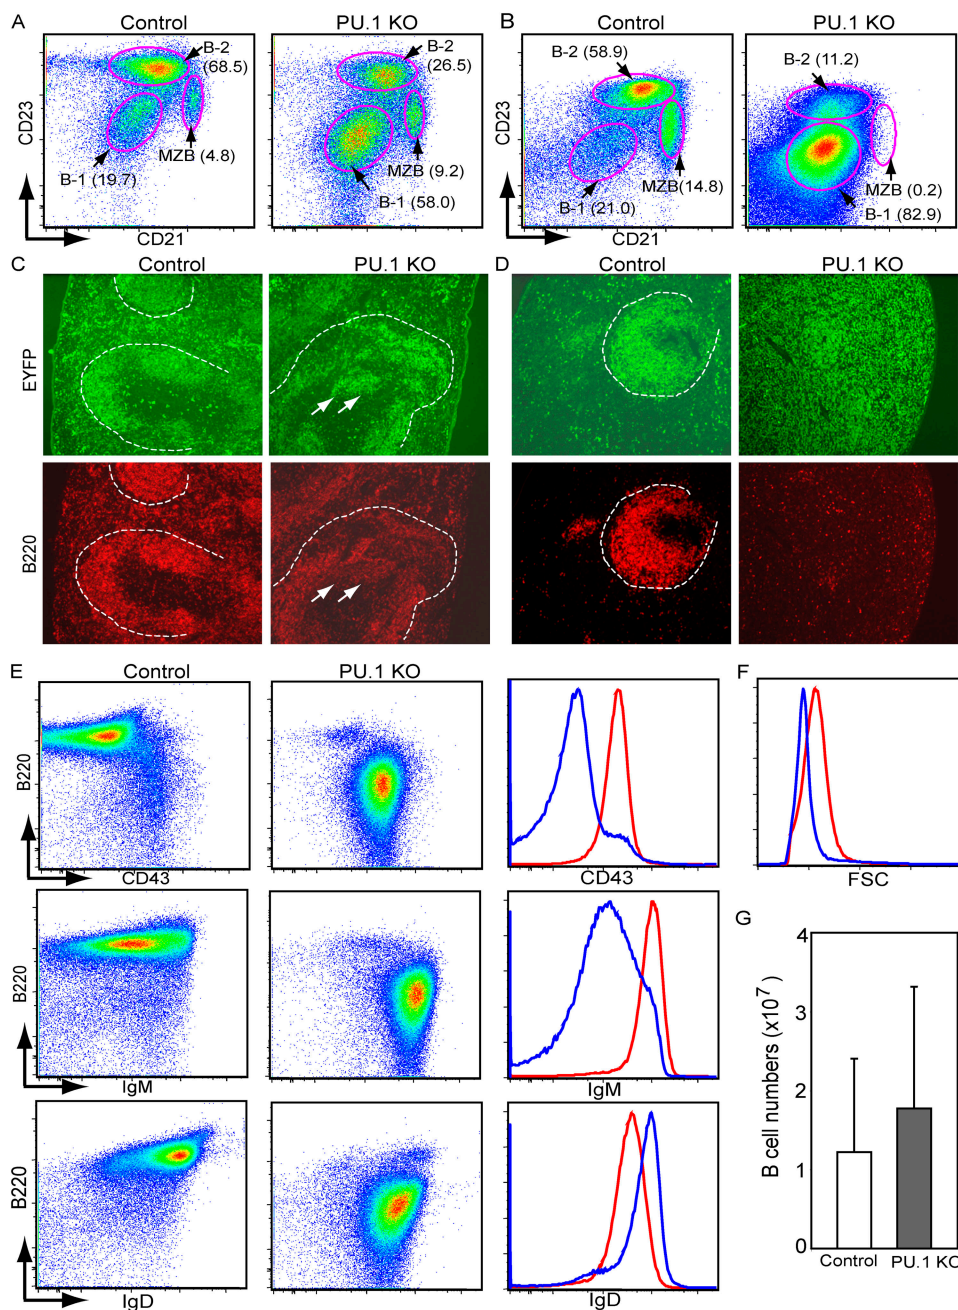 A
Control
PU.1 KO
B
Control
PU.1 KO
CD23
B-2
(68.5)
MZB (4.8)
B-1 (19.7)
CD21
B-2
(26.5)
MZB (9.2)
B-1 (58.0)
CD23
B-2 (58.9)
MZB(14.8)
B-1 (21.0)
CD21
B-2 (11.2)
MZB (0.2)
B-1 (82.9)
C
Control
PU.1 KO
D
Control
PU.1 KO
EYFP
B220
E
Control
PU.1 KO
F
B220
CD43
CD43
FSC
B220
IgM
IgM
B220
IgD
IgD
G
B cell numbers (x10⁷)
4
3
2
1
0
Control
PU.1 KO